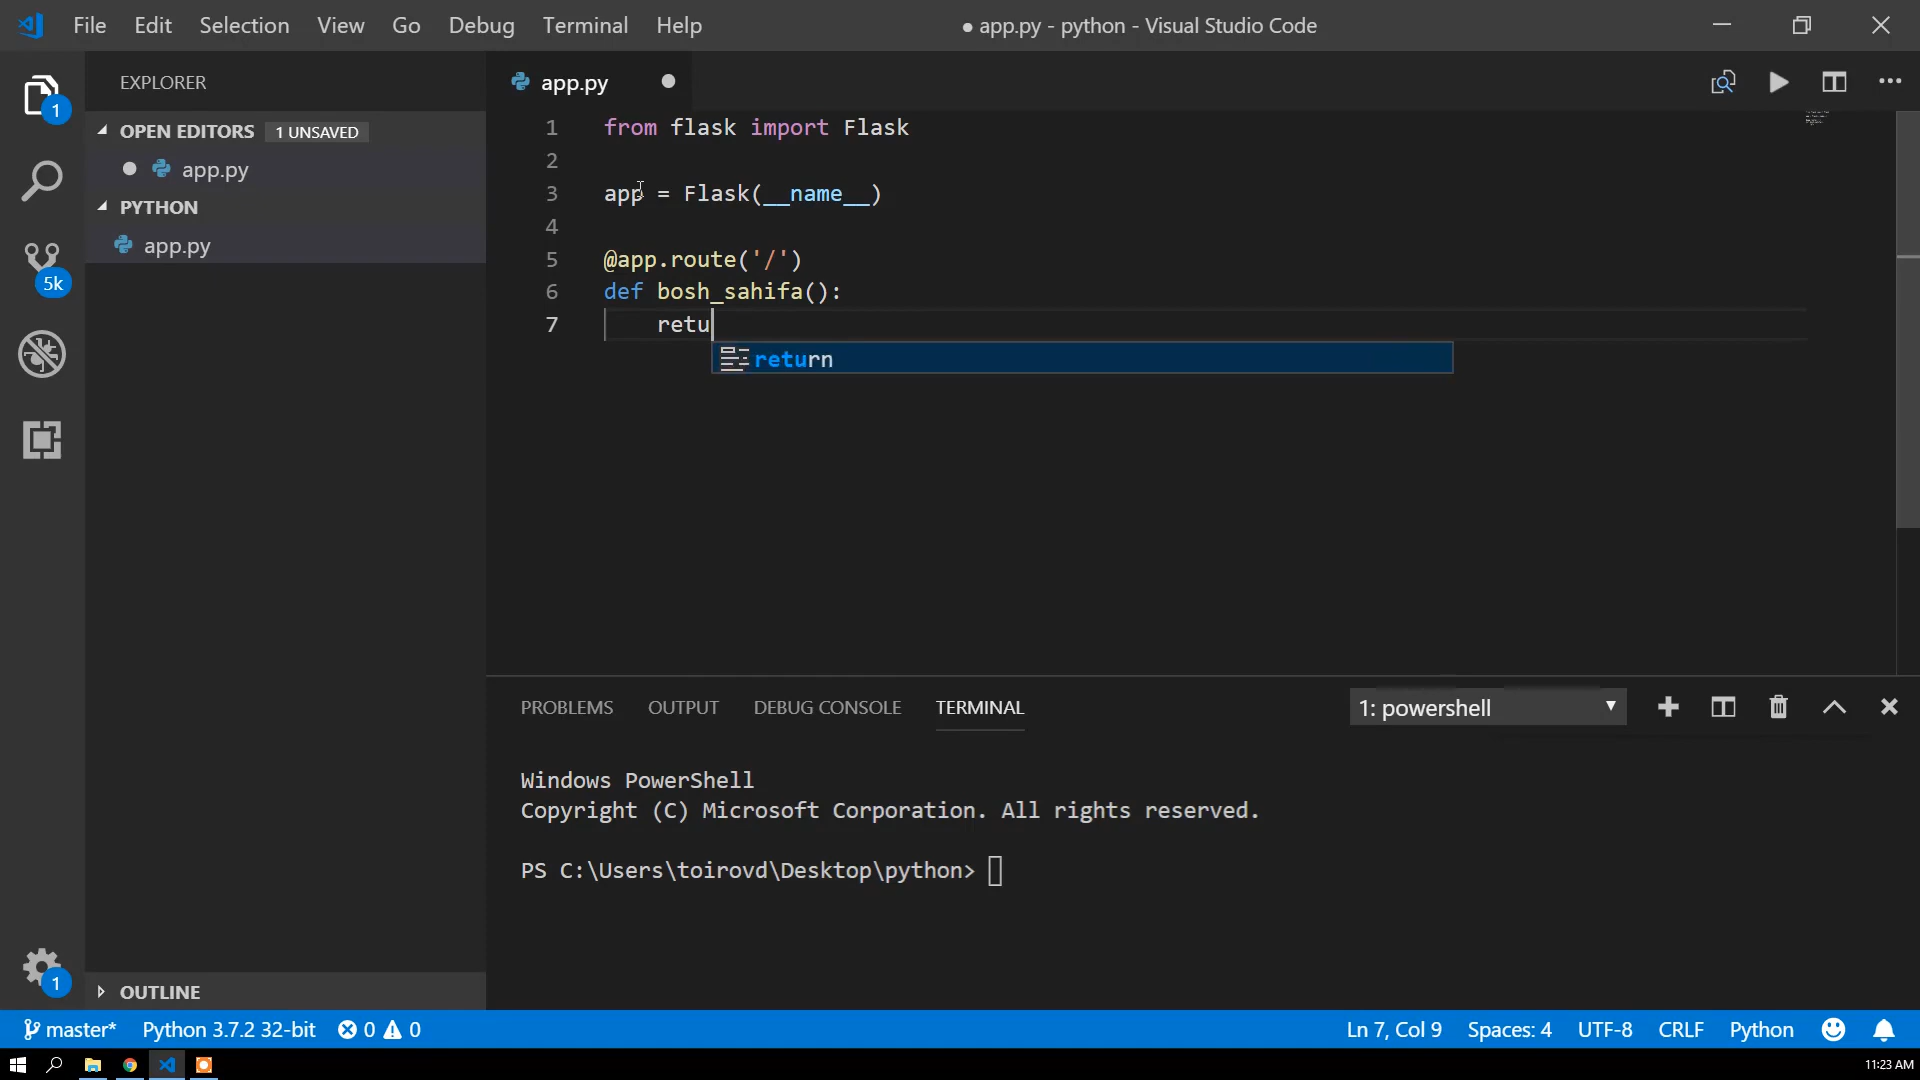 File Edit Selection View Go Debug Terminal Help
● app.py - python - Visual Studio Code
EXPLORER
OPEN EDITORS 1 UNSAVED
app.py
PYTHON
app.py
OUTLINE
1
5k
1
app.py
1 from flask import Flask
2
3 app = Flask(__name__)
4
5 @app.route('/')
6 def bosh_sahifa():
7 retu
return
PROBLEMS OUTPUT DEBUG CONSOLE TERMINAL 1: powershell
Windows PowerShell
Copyright (C) Microsoft Corporation. All rights reserved.
PS C:\Users\toirovd\Desktop\python>
master* Python 3.7.2 32-bit 0 0 Ln 7, Col 9 Spaces: 4 UTF-8 CRLF Python
11:23 AM